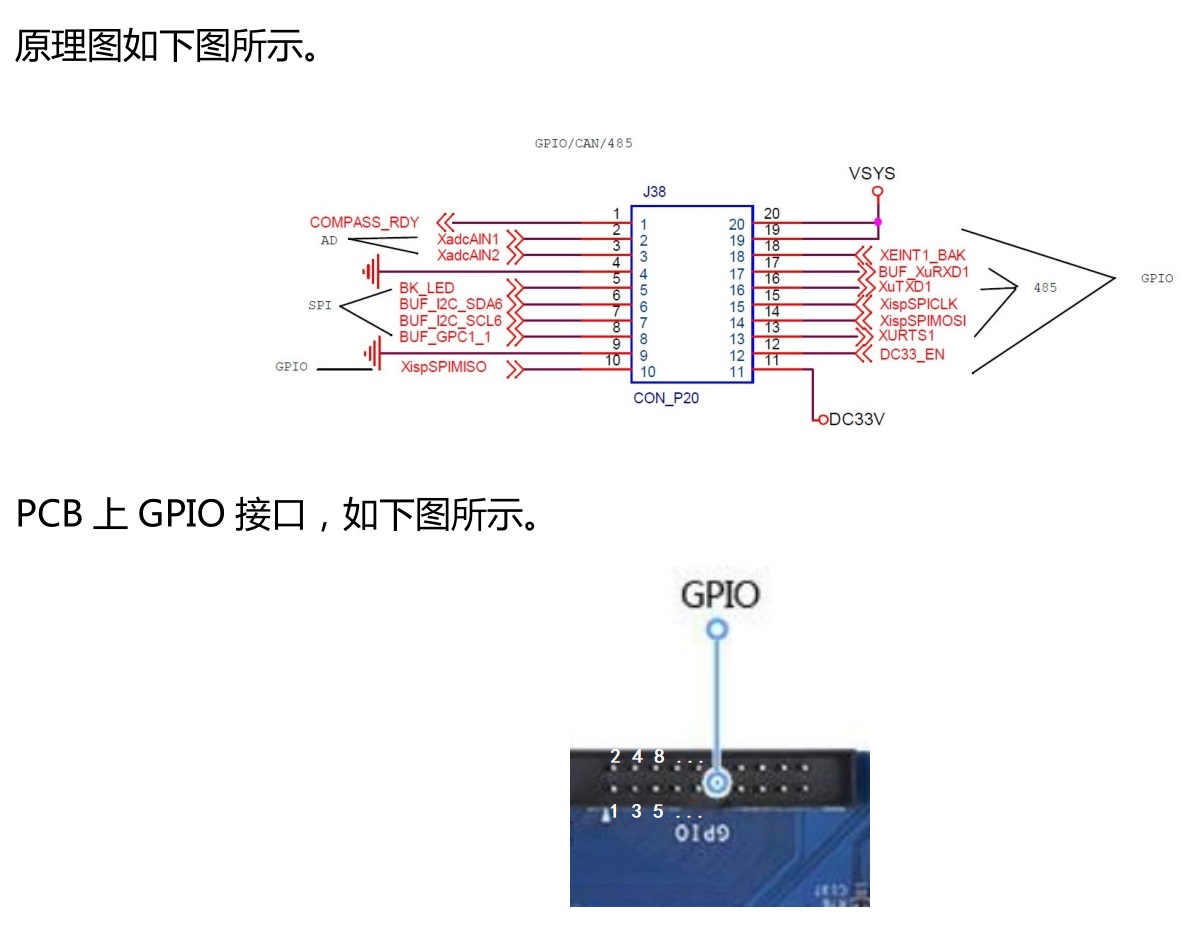 原理图如下图所示。
GPIO/CAN/485
VSYS
J38
COMPASS_RDY 1 1 20 20
AD XadcAIN1 2 2 19 19
XadcAIN2 3 3 18 18 XEINT1_BAK
4 4 17 17 BUF_XuRXD1 GPIO
SPI BK_LED 5 5 16 16 XuTXD1 485
BUF_I2C_SDA6 6 6 15 15 XispSPICLK
BUF_I2C_SCL6 7 7 14 14 XispSPIMOSI
BUF_GPC1_1 8 8 13 13 XURTS1
9 9 12 12 DC33_EN
GPIO XispSPIMISO 10 10 11 11
CON_P20
DC33V
PCB 上 GPIO 接口，如下图所示。
GPIO
2 4 8 ...
1 3 5 ...
GPIO